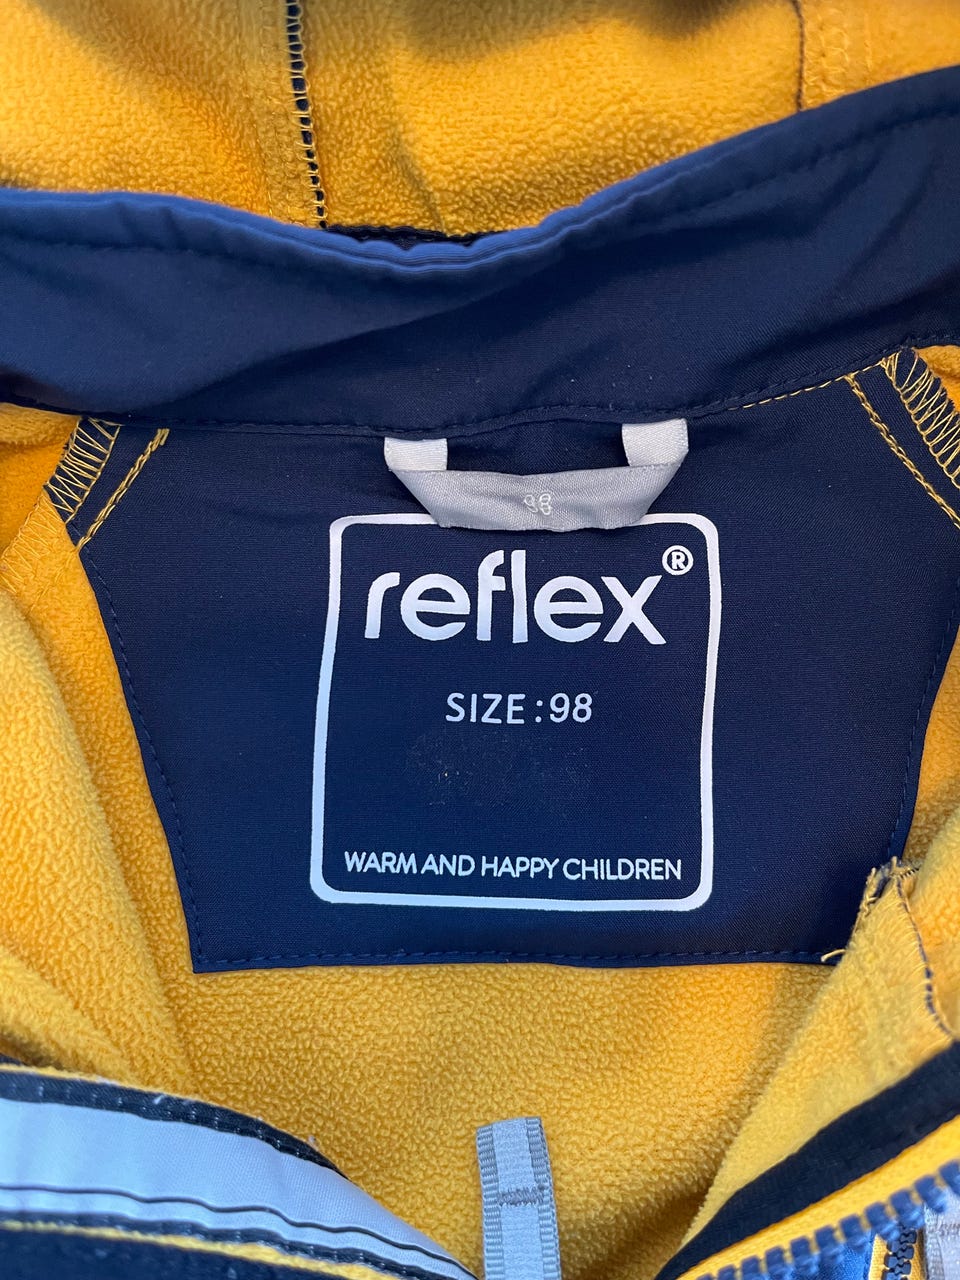 98
reflex®
SIZE:98
WARM AND HAPPY CHILDREN